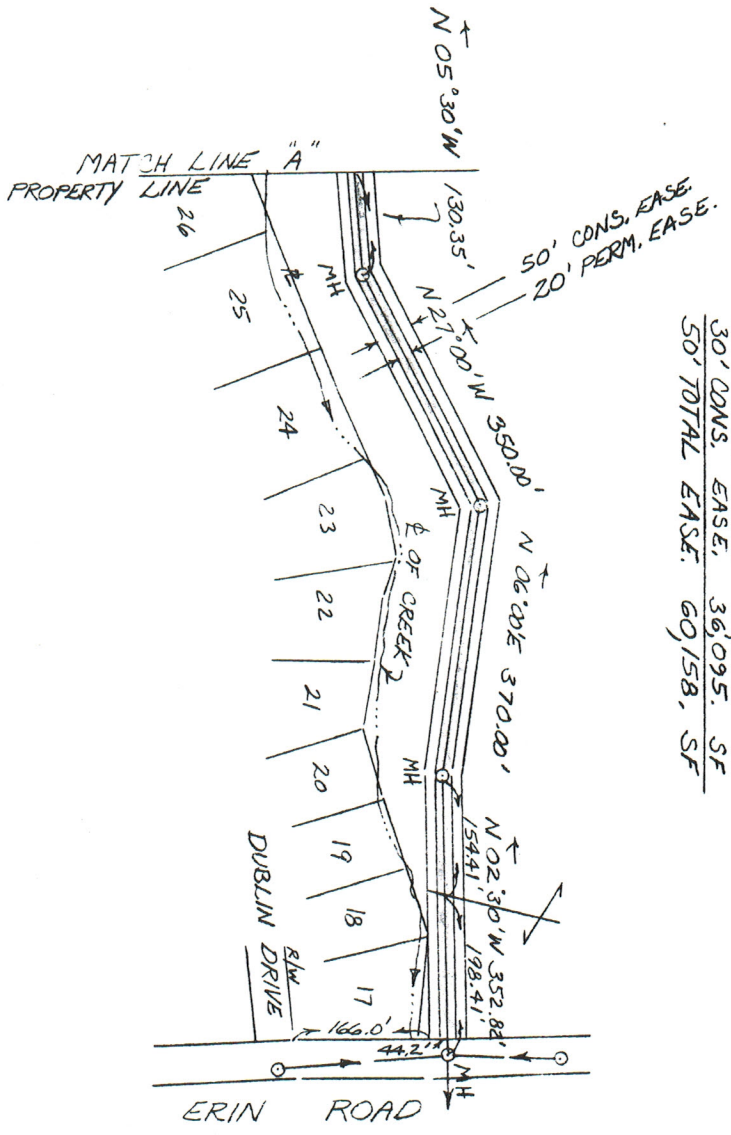 MATCH LINE "A"
PROPERTY LINE
N 05°30'W 130.35'
50' CONS. EASE.
20' PERM. EASE.
30' CONS. EASE. 36,095. SF
50' TOTAL EASE. 60,158. SF
26
25
24
23
22
21
20
19
18
17
MH
N 27°00'W 350.00'
MH
N 06°00'E 370.00'
℄ OF CREEK
MH
N 02°30'W 352.82'
154.41'
198.41'
DUBLIN DRIVE
R/W
166.0'
44.2'±
MH
ERIN ROAD